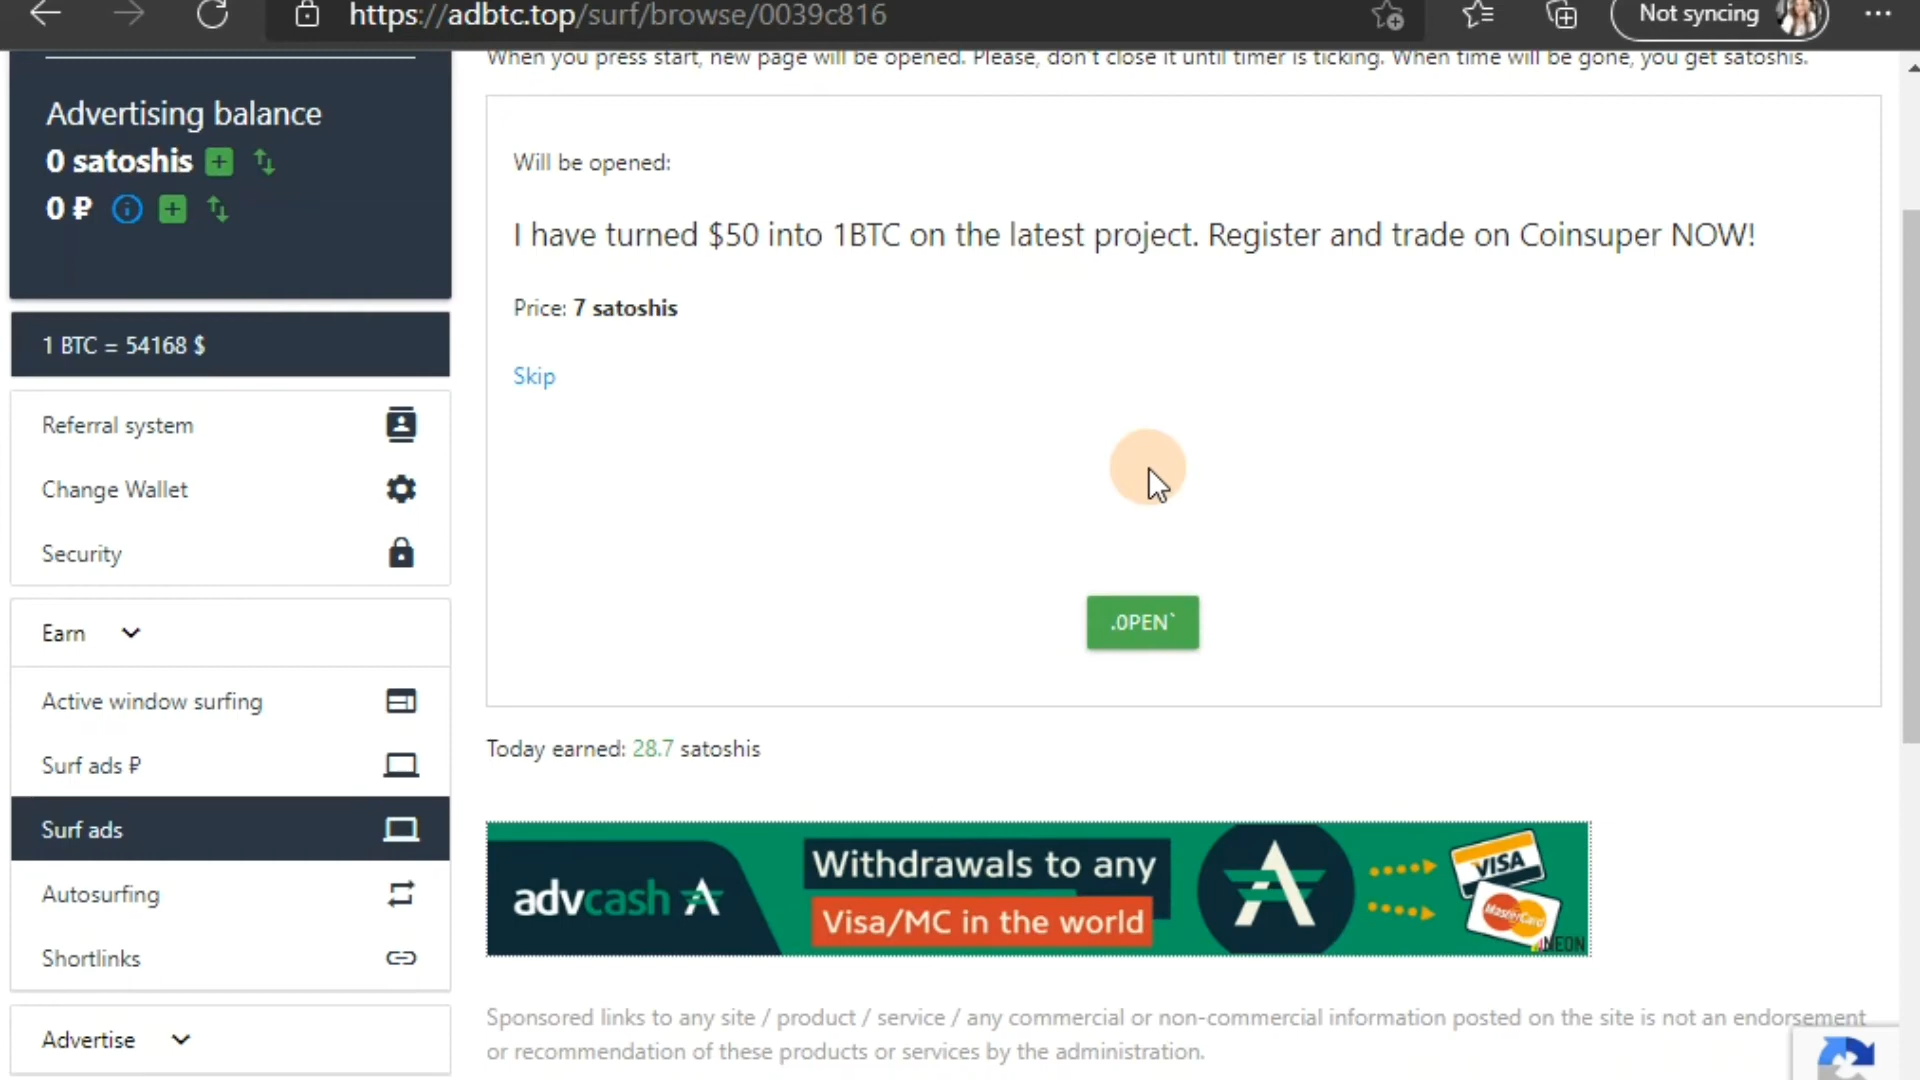 https://adbtc.top/surf/browse/0039c816
Not syncing
When you press start, new page will be opened. Please, don't close it until timer is ticking. When time will be gone, you get satoshis.
Advertising balance
0 satoshis
0 ₽
1 BTC = 54168 $
Referral system
Change Wallet
Security
Earn
Active window surfing
Surf ads ₽
Surf ads
Autosurfing
Shortlinks
Advertise
Will be opened:
I have turned $50 into 1BTC on the latest project. Register and trade on Coinsuper NOW!
Price: 7 satoshis
Skip
.0PEN`
Today earned: 28.7 satoshis
advcash
Withdrawals to any
Visa/MC in the world
VISA
MasterCard
NEON
Sponsored links to any site / product / service / any commercial or non-commercial information posted on the site is not an endorsement
or recommendation of these products or services by the administration.